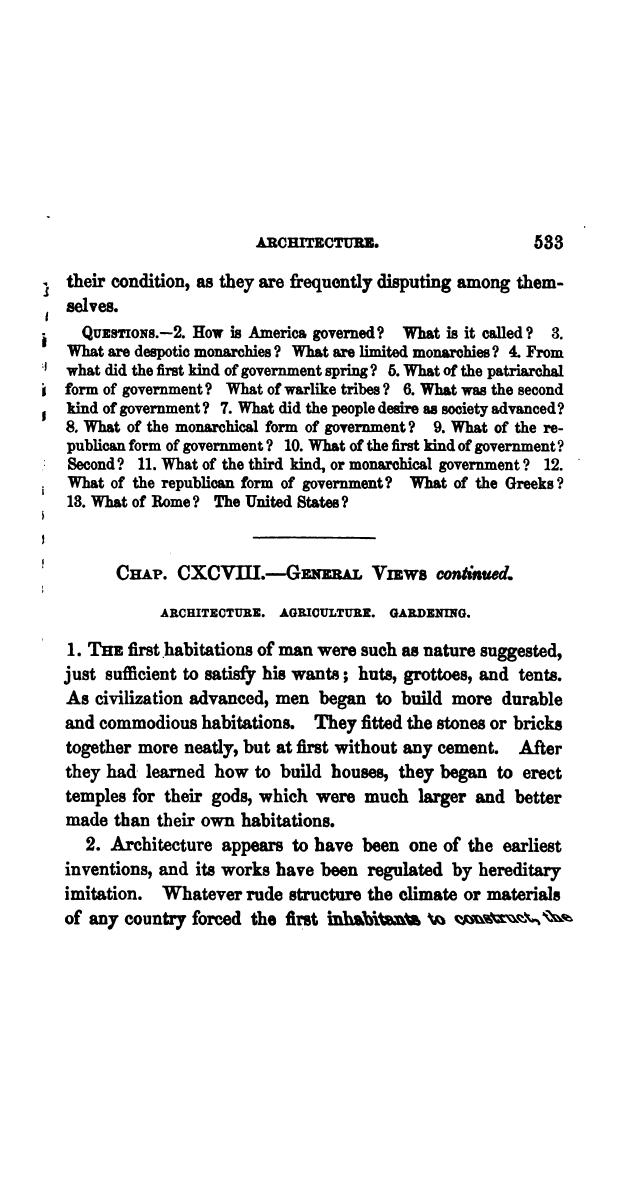 ARCHITECTURE. 533
their condition, as they are frequently disputing among them-
selves.
QUESTIONS.—2. How is America governed? What is it called? 3.
What are despotic monarchies? What are limited monarchies? 4. From
what did the first kind of government spring? 5. What of the patriarchal
form of government? What of warlike tribes? 6. What was the second
kind of government? 7. What did the people desire as society advanced?
8. What of the monarchical form of government? 9. What of the re-
publican form of government? 10. What of the first kind of government?
Second? 11. What of the third kind, or monarchical government? 12.
What of the republican form of government? What of the Greeks?
13. What of Rome? The United States?
CHAP. CXCVIII.—GENERAL VIEWS continued.
ARCHITECTURE. AGRICULTURE. GARDENING.
1. THE first habitations of man were such as nature suggested,
just sufficient to satisfy his wants; huts, grottoes, and tents.
As civilization advanced, men began to build more durable
and commodious habitations. They fitted the stones or bricks
together more neatly, but at first without any cement. After
they had learned how to build houses, they began to erect
temples for their gods, which were much larger and better
made than their own habitations.
2. Architecture appears to have been one of the earliest
inventions, and its works have been regulated by hereditary
imitation. Whatever rude structure the climate or materials
of any country forced the first inhabitants to construct, the